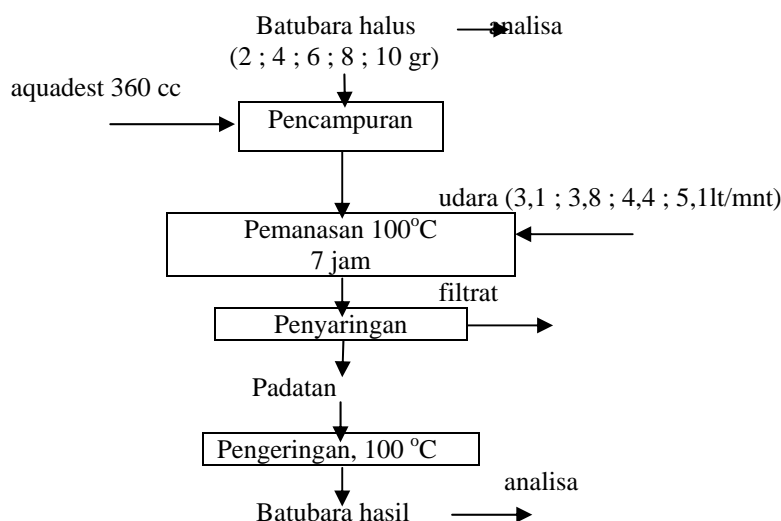 Batubara halus
analisa
(2 ; 4 ; 6 ; 8 ; 10 gr)
aquadest 360 cc
Pencampuran
udara (3,1 ; 3,8 ; 4,4 ; 5,1lt/mnt)
Pemanasan 100°C
7 jam
filtrat
Penyaringan
Padatan
Pengeringan, 100 °C
analisa
Batubara hasil